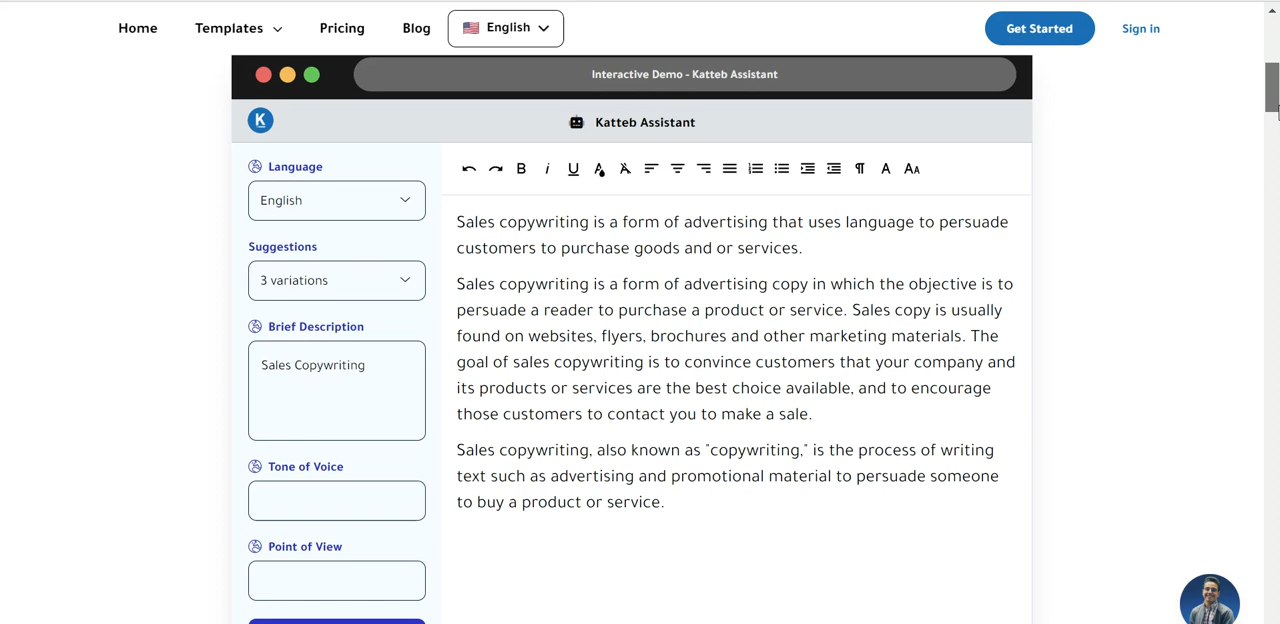 Home Templates Pricing Blog English Get Started Sign in
Interactive Demo - Katteb Assistant
K Katteb Assistant
Language
English
Suggestions
3 variations
Brief Description
Sales Copywriting
Tone of Voice
Point of View
Sales copywriting is a form of advertising that uses language to persuade
customers to purchase goods and or services.
Sales copywriting is a form of advertising copy in which the objective is to
persuade a reader to purchase a product or service. Sales copy is usually
found on websites, flyers, brochures and other marketing materials. The
goal of sales copywriting is to convince customers that your company and
its products or services are the best choice available, and to encourage
those customers to contact you to make a sale.
Sales copywriting, also known as "copywriting," is the process of writing
text such as advertising and promotional material to persuade someone
to buy a product or service.